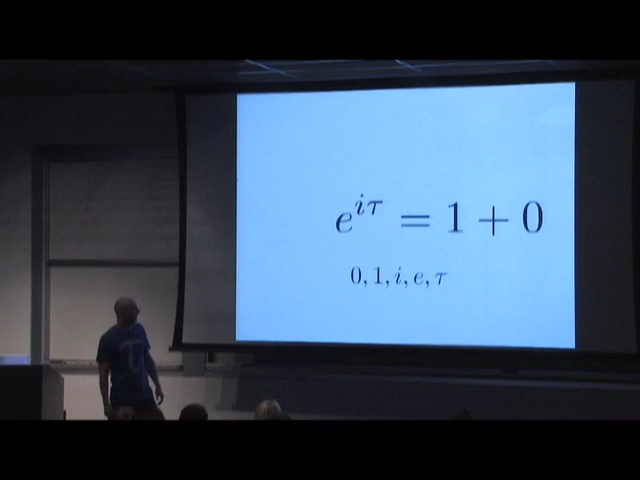 e^{iτ} = 1 + 0
0, 1, i, e, τ
τ